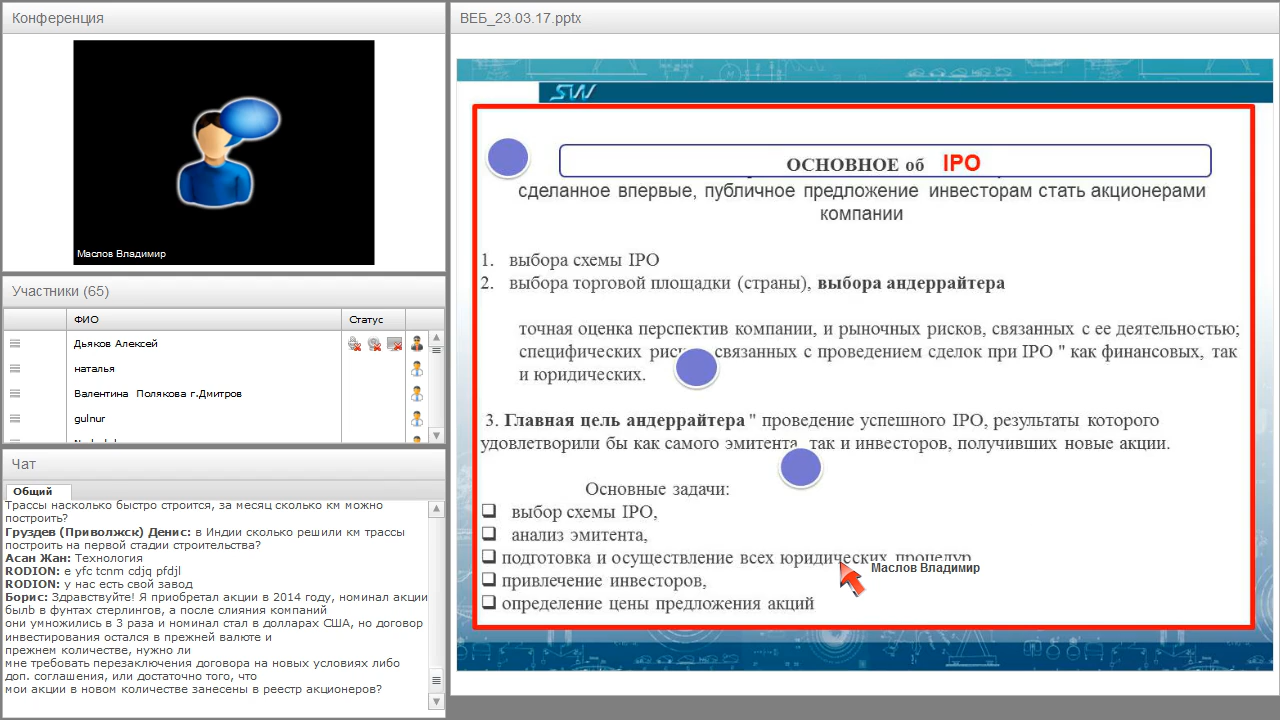 Конференция
Маслов Владимир
Участники (65)
ФИО
Статус
Дьяков Алексей
наталья
Валентина Полякова г.Дмитров
gulnur
Чат
Общий
Трассы насколько быстро строится, за месяц сколько км можно
построить?
Груздев (Приволжск) Денис: в Индии сколько решили км трассы
построить на первой стадии строительства?
Асан Жан: Технология
RODION: e yfc tcnm cdjq pfdjl
RODION: у нас есть свой завод
Борис: Здравствуйте! Я приобретал акции в 2014 году, номинал акции
былb в фунтах стерлингов, а после слияния компаний
они умножились в 3 раза и номинал стал в долларах США, но договор
инвестирования остался в прежней валюте и
прежнем количестве, нужно ли
мне требовать перезаключения договора на новых условиях либо
доп. соглашения, или достаточно того, что
мои акции в новом количестве занесены в реестр акционеров?
ВЕБ_23.03.17.pptx
SW
ОСНОВНОЕ об IPO
сделанное впервые, публичное предложение инвесторам стать акционерами
компании
1. выбора схемы IPO
2. выбора торговой площадки (страны), выбора андеррайтера
точная оценка перспектив компании, и рыночных рисков, связанных с ее деятельностью;
специфических связанных с проведением сделок при IPO " как финансовых, так
и юридических.
3. Главная цель андеррайтера " проведение успешного IPO, результаты которого
удовлетворили бы как самого эмитента так и инвесторов, получивших новые акции.
Основные задачи:
выбор схемы IPO,
анализ эмитента,
подготовка и осуществление всех юридических процедур
Маслов Владимир
привлечение инвесторов,
определение цены предложения акций